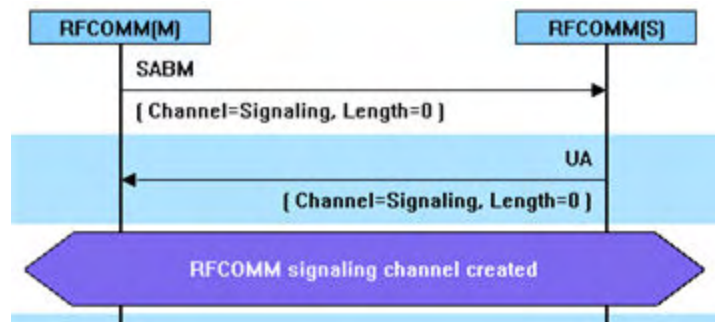 RFCOMM(M) RFCOMM(S)
SABM
( Channel=Signaling, Length=0 )
UA
( Channel=Signaling, Length=0 )
RFCOMM signaling channel created